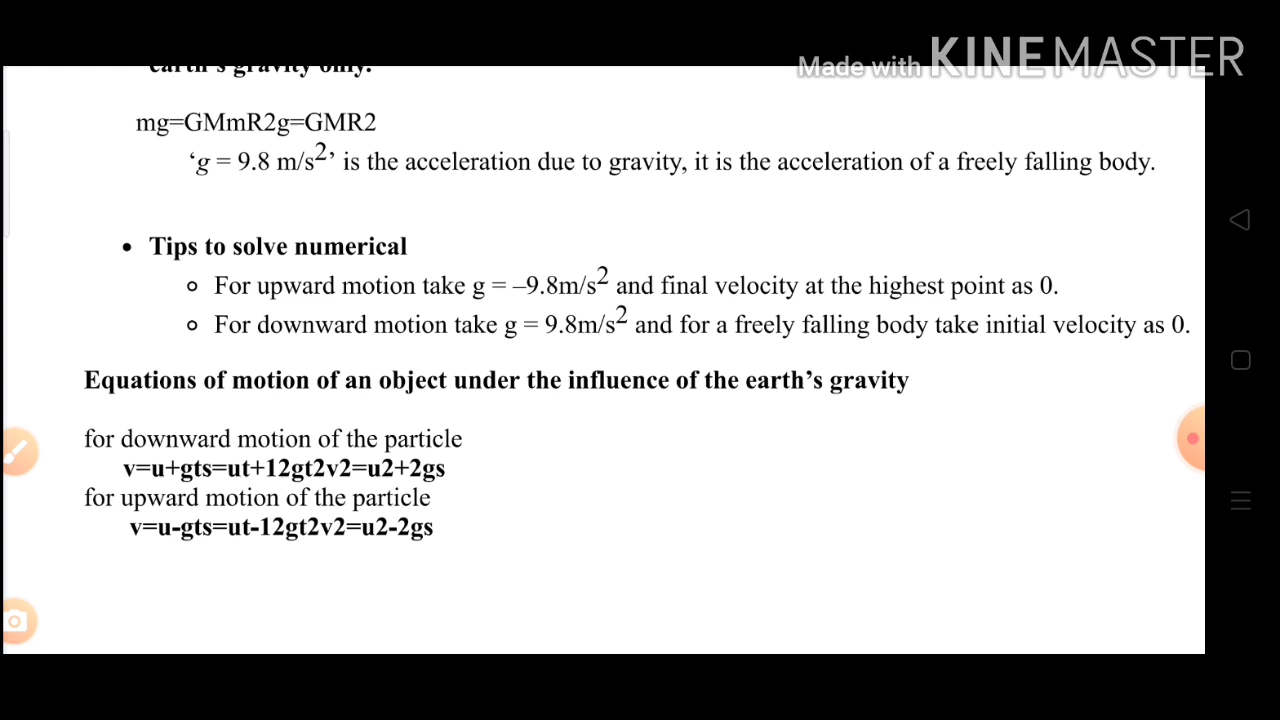 Made with KINEMASTER
earth's gravity only.
mg=GMmR2g=GMR2
‘g = 9.8 m/s2’ is the acceleration due to gravity, it is the acceleration of a freely falling body.
• Tips to solve numerical
o For upward motion take g = –9.8m/s2 and final velocity at the highest point as 0.
o For downward motion take g = 9.8m/s2 and for a freely falling body take initial velocity as 0.
Equations of motion of an object under the influence of the earth’s gravity
for downward motion of the particle
v=u+gts=ut+12gt2v2=u2+2gs
for upward motion of the particle
v=u-gts=ut-12gt2v2=u2-2gs